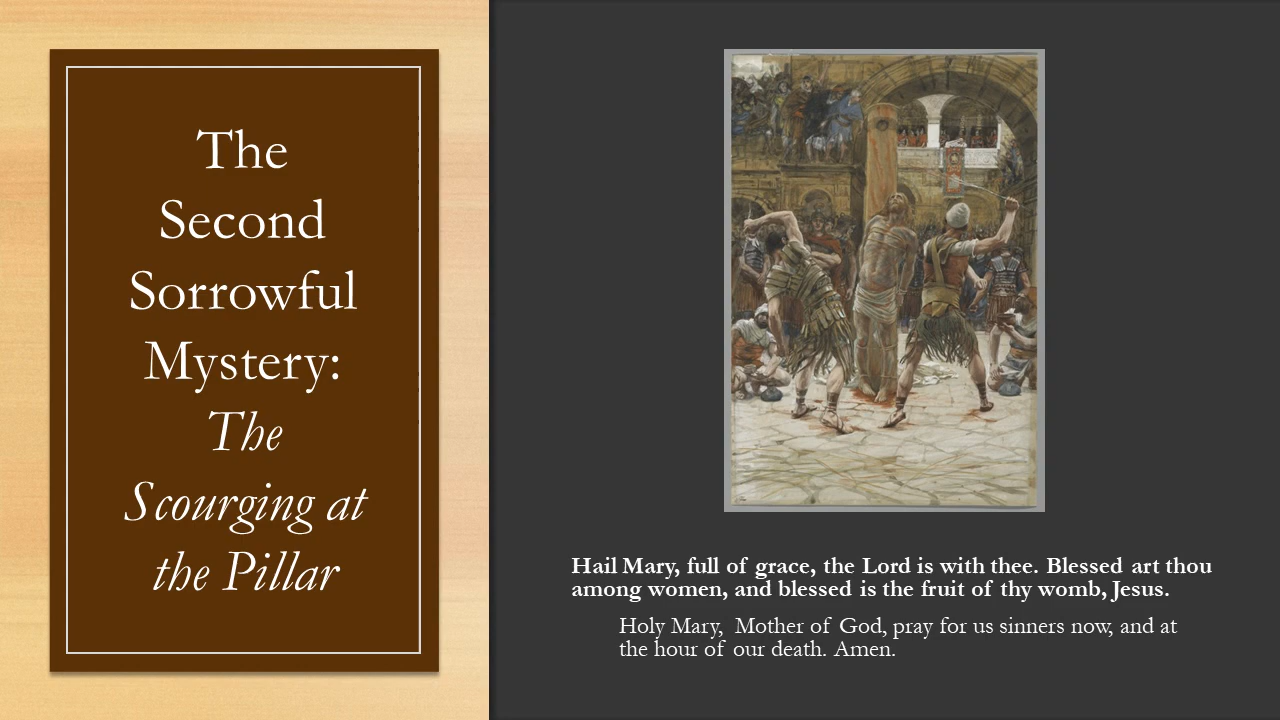 The
Second
Sorrowful
Mystery:
The
Scourging at
the Pillar
Hail Mary, full of grace, the Lord is with thee. Blessed art thou
among women, and blessed is the fruit of thy womb, Jesus.
Holy Mary, Mother of God, pray for us sinners now, and at
the hour of our death. Amen.